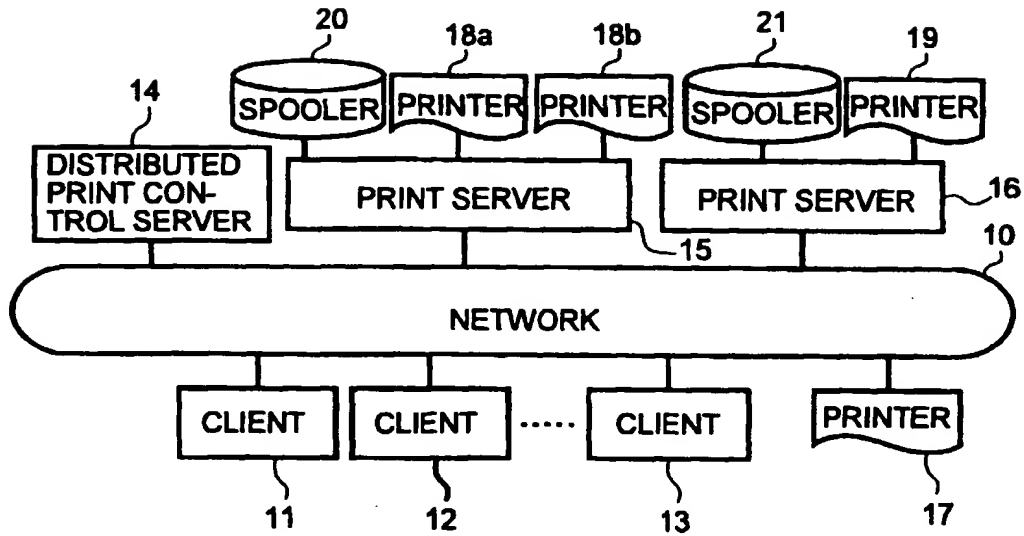 20
18a
18b
21
19
14
SPOOLER
PRINTER
PRINTER
SPOOLER
PRINTER
DISTRIBUTED
PRINT CON-
TROL SERVER
PRINT SERVER
PRINT SERVER
16
15
10
NETWORK
CLIENT
CLIENT
.....
CLIENT
PRINTER
11
12
13
17